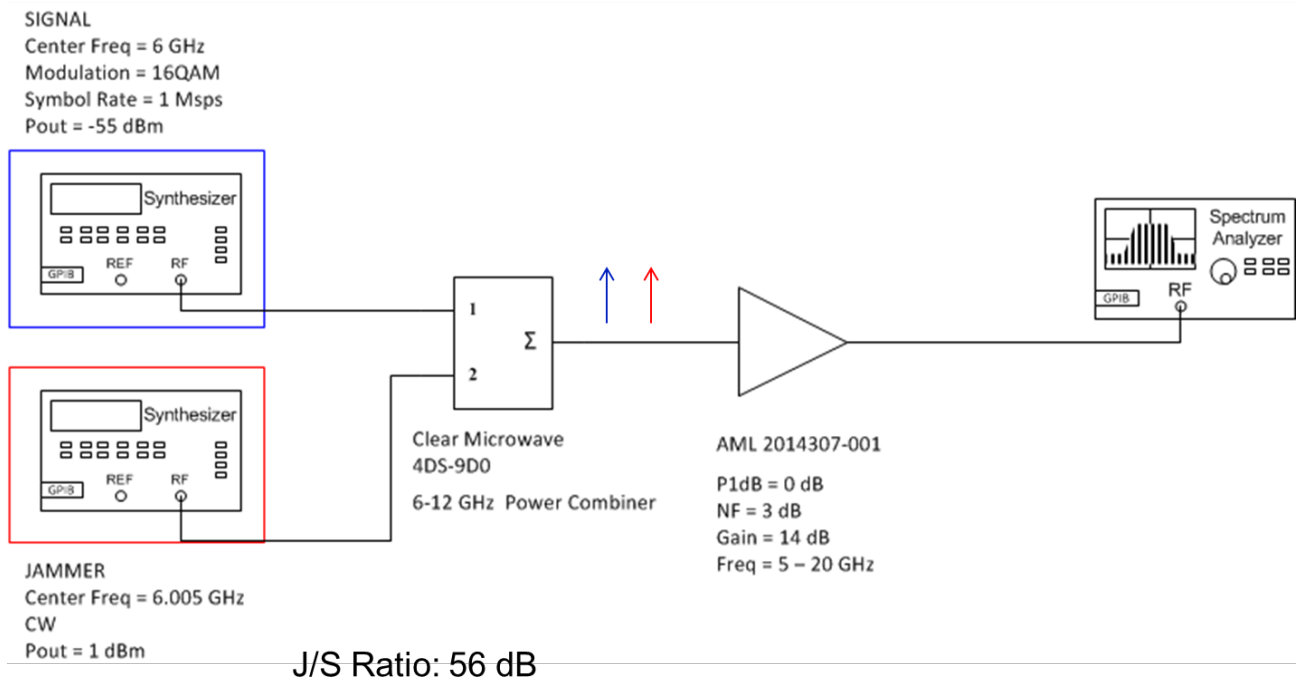 SIGNAL
Center Freq = 6 GHz
Modulation = 16QAM
Symbol Rate = 1 Msps
Pout = -55 dBm
Synthesizer
REF
RF
GPIB
Spectrum
Analyzer
RF
GPIB
1
Σ
2
Synthesizer
REF
RF
GPIB
Clear Microwave
4DS-9D0
6-12 GHz Power Combiner
AML 2014307-001
P1dB = 0 dB
NF = 3 dB
Gain = 14 dB
Freq = 5 – 20 GHz
JAMMER
Center Freq = 6.005 GHz
CW
Pout = 1 dBm
J/S Ratio: 56 dB